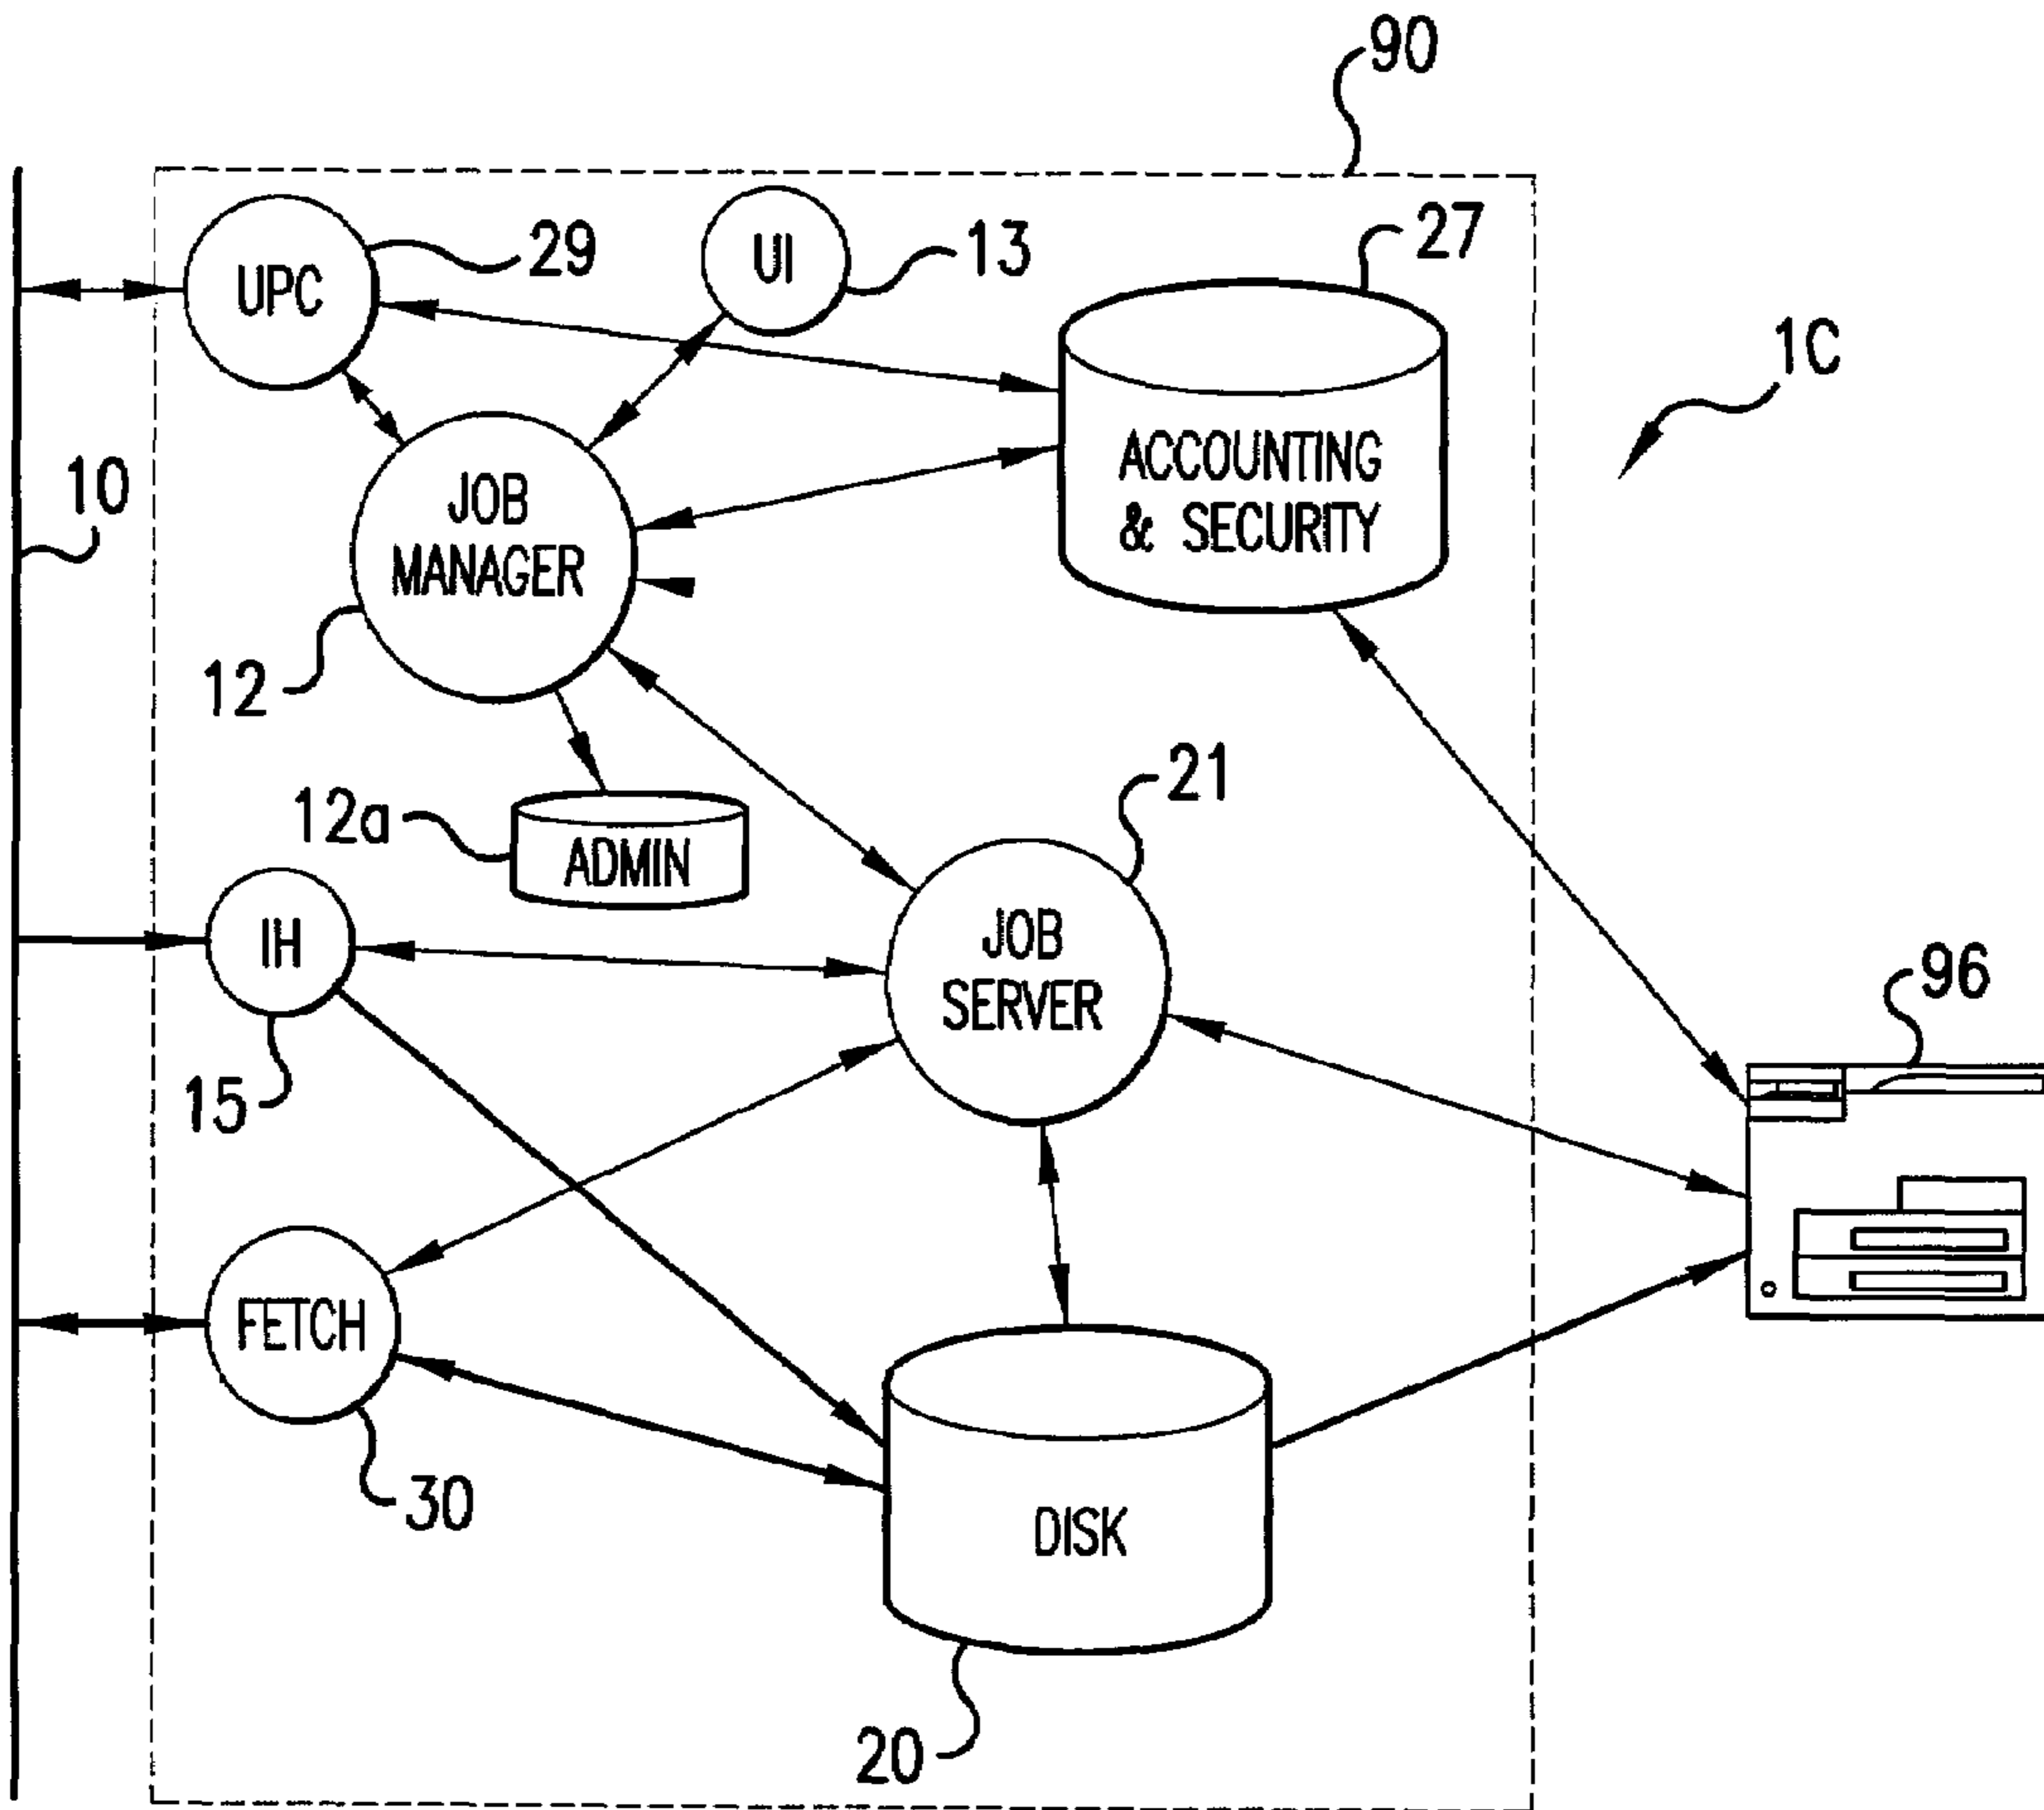 90
UPC
29
UI
13
27
1C
10
JOB
MANAGER
ACCOUNTING
& SECURITY
12
12a
ADMIN
21
IH
JOB
SERVER
96
15
FETCH
30
DISK
20